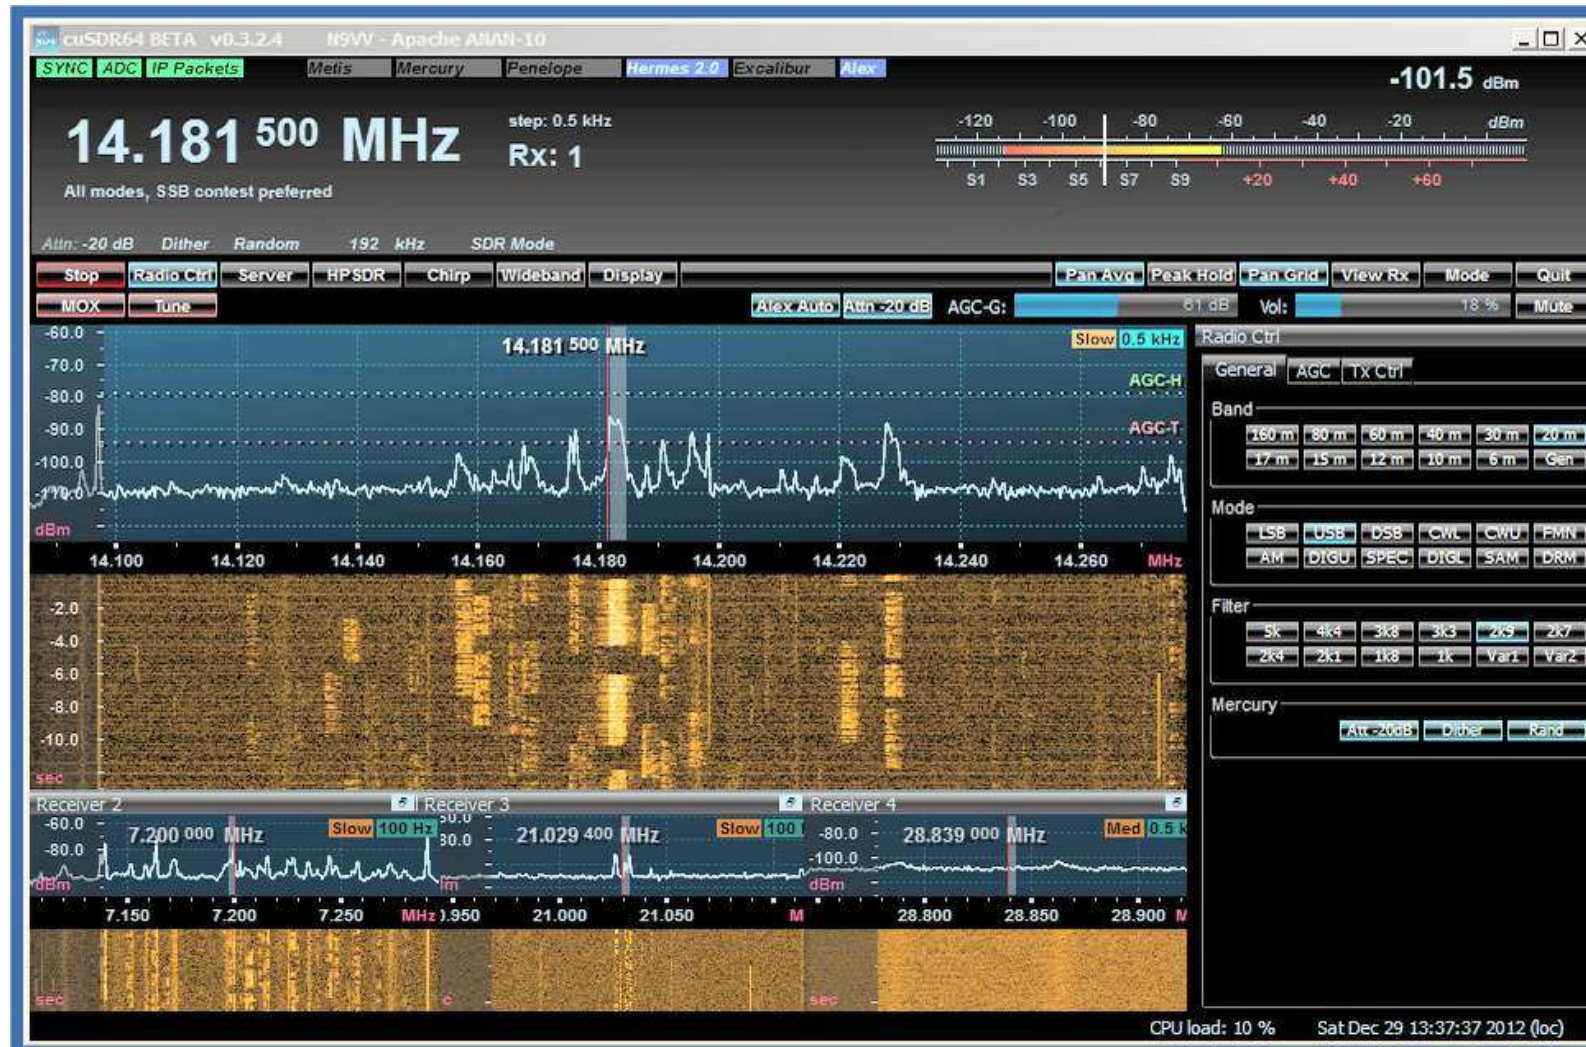 cuSDR64 BETA v0.3.2.4 N9VV - Apache ANAN-10
SYNC ADC IP Packets Metis Mercury Penelope Hermes 2.0 Excalibur Alex
-101.5 dBm
14.181 500 MHz
step: 0.5 kHz
Rx: 1
-120 -100 -80 -60 -40 -20 dBm
S1 S3 S5 S7 S9 +20 +40 +60
All modes, SSB contest preferred
Attn: -20 dB Dither Random 192 kHz SDR Mode
Stop Radio Ctrl Server HPSDR Chirp Wideband Display Pan Avg Peak Hold Pan Grid View Rx Mode Quit
MOX Tune Alex Auto Attn -20 dB AGC-G: 61 dB Vol: 18 % Mute
-60.0
-70.0
-80.0
-90.0
-100.0
-110.0
dBm
14.181 500 MHz
Slow 0.5 kHz
AGC-H
AGC-T
14.100 14.120 14.140 14.160 14.180 14.200 14.220 14.240 14.260 MHz
-2.0
-4.0
-6.0
-8.0
-10.0
sec
Radio Ctrl
General AGC Tx Ctrl
Band
160 m 80 m 60 m 40 m 30 m 20 m
17 m 15 m 12 m 10 m 6 m Gen
Mode
LSB USB DSB CWL CWU FMN
AM DIGU SPEC DIGL SAM DRM
Filter
5k 4k4 3k8 3k3 2k9 2k7
2k4 2k1 1k8 1k Var1 Var2
Mercury
Att -20dB Dither Rand
Receiver 2
-60.0
-80.0
dBm
7.200 000 MHz
Slow 100 Hz
7.150 7.200 7.250 MHz
sec
Receiver 3
21.029 400 MHz
Slow 100
.950 21.000 21.050 M
Receiver 4
-80.0
-100.0
dBm
28.839 000 MHz
Med 0.5 k
28.800 28.850 28.900 M
sec
CPU load: 10 % Sat Dec 29 13:37:37 2012 (loc)